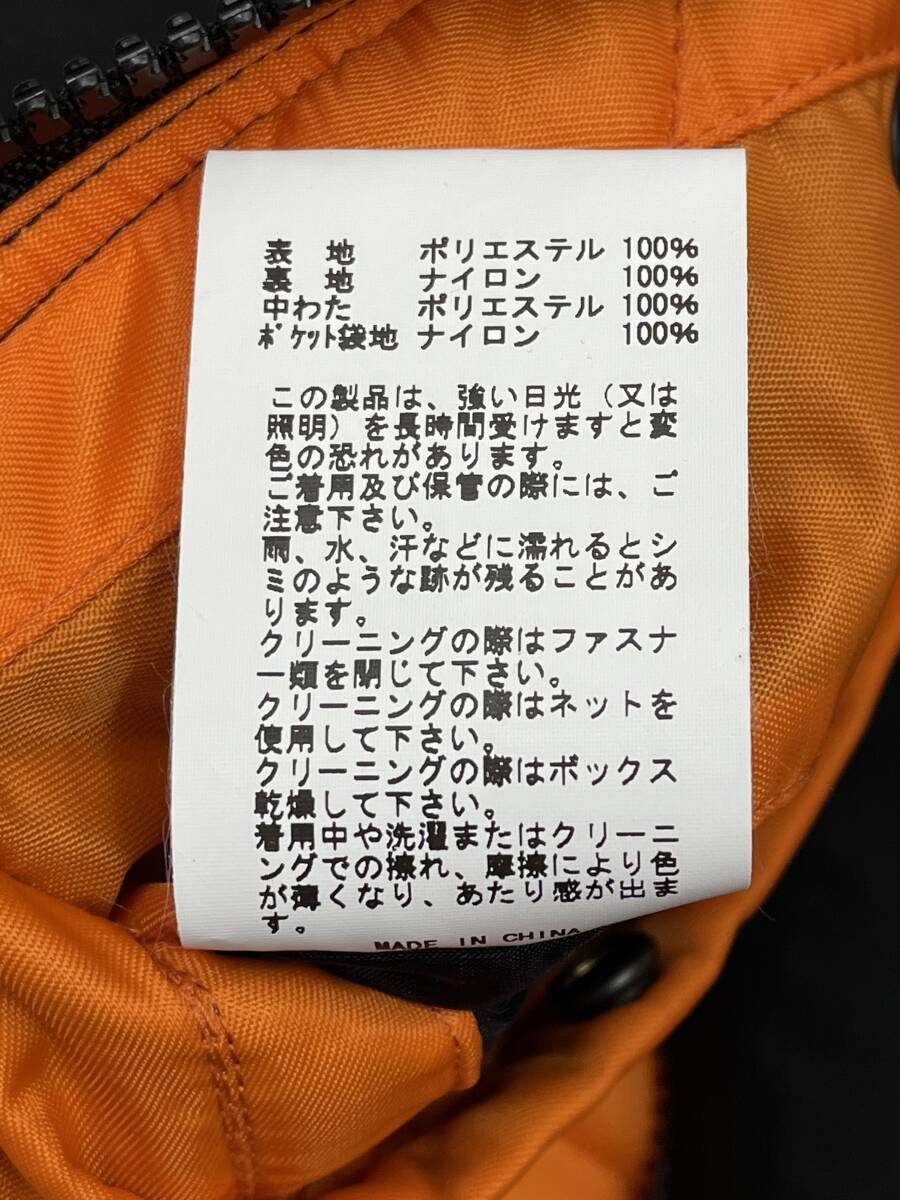 表 地 ポリエステル 100%
裏 地 ナイロン 100%
中わた ポリエステル 100%
ﾎﾟｹｯﾄ袋地 ナイロン 100%
この製品は、強い日光（又は
照明）を長時間受けますと変
色の恐れがあります。
ご着用及び保管の際には、ご
注意下さい。
雨、水、汗などに濡れるとシ
ミのような跡が残ることがあ
ります。
クリーニングの際はファスナ
ー類を閉じて下さい。
クリーニングの際はネットを
使用して下さい。
クリーニングの際はボックス
乾燥して下さい。
着用中や洗濯またはクリーニ
ングでの擦れ、摩擦により色
が薄くなり、あたり感が出ま
す。
MADE IN CHINA